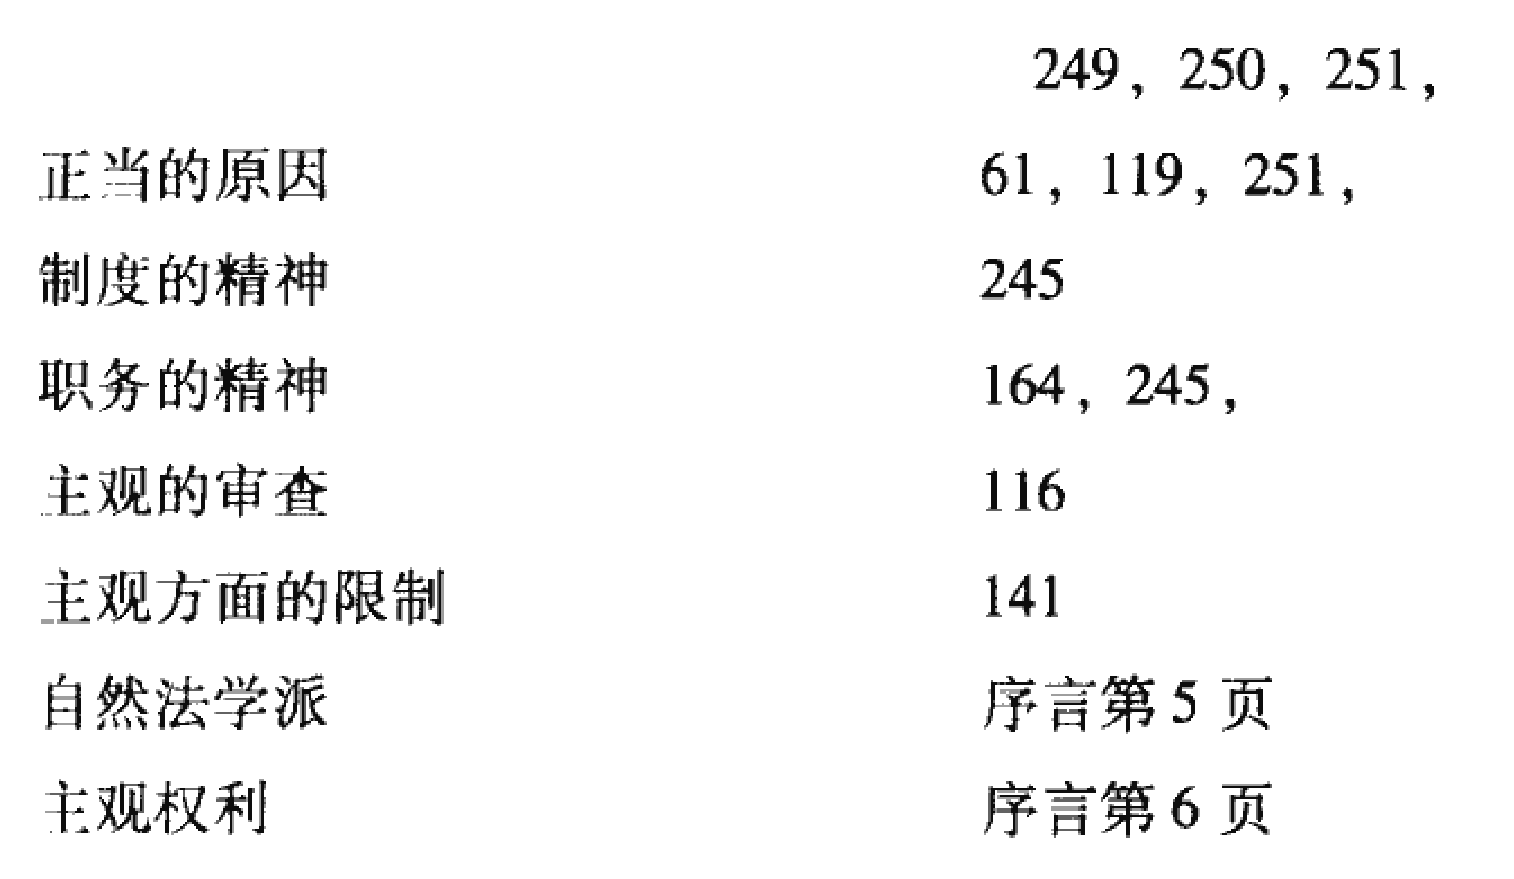 249, 250, 251,
正当的原因 61, 119, 251,
制度的精神 245
职务的精神 164, 245,
主观的审查 116
主观方面的限制 141
自然法学派 序言第5页
主观权利 序言第6页